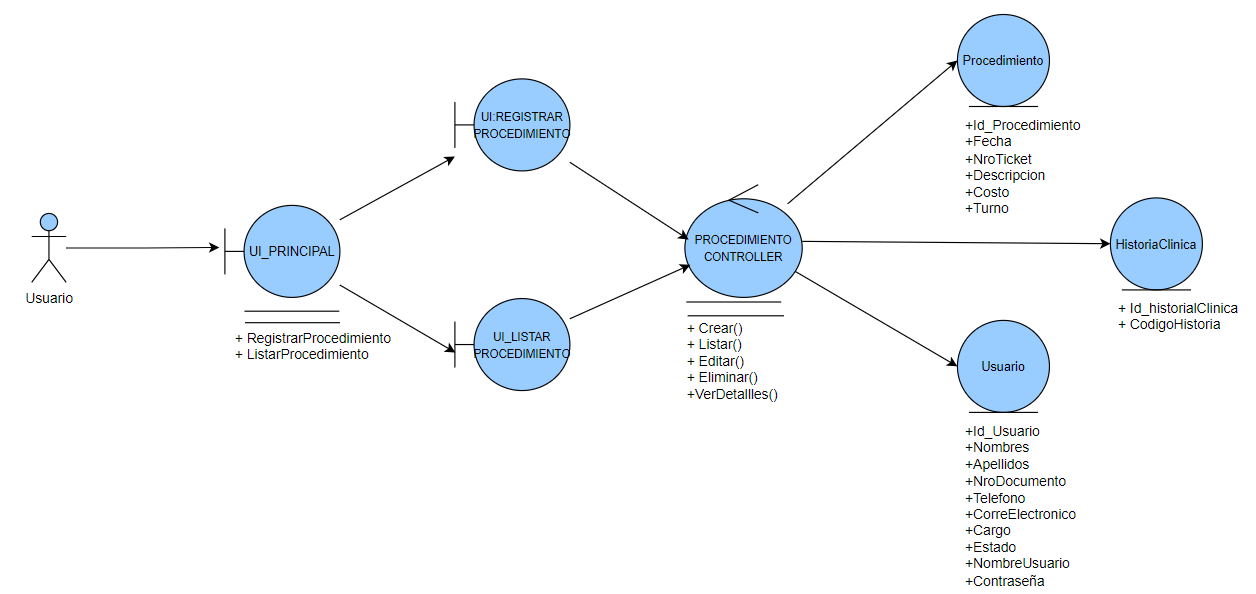 Usuario
UI_PRINCIPAL
+ RegistrarProcedimiento
+ ListarProcedimiento
UI:REGISTRAR
PROCEDIMIENTO
UI_LISTAR
PROCEDIMIENTO
PROCEDIMIENTO
CONTROLLER
+ Crear()
+ Listar()
+ Editar()
+ Eliminar()
+VerDetallles()
Procedimiento
+Id_Procedimiento
+Fecha
+NroTicket
+Descripcion
+Costo
+Turno
HistoriaClinica
+ Id_historialClinica
+ CodigoHistoria
Usuario
+Id_Usuario
+Nombres
+Apellidos
+NroDocumento
+Telefono
+CorreElectronico
+Cargo
+Estado
+NombreUsuario
+Contraseña